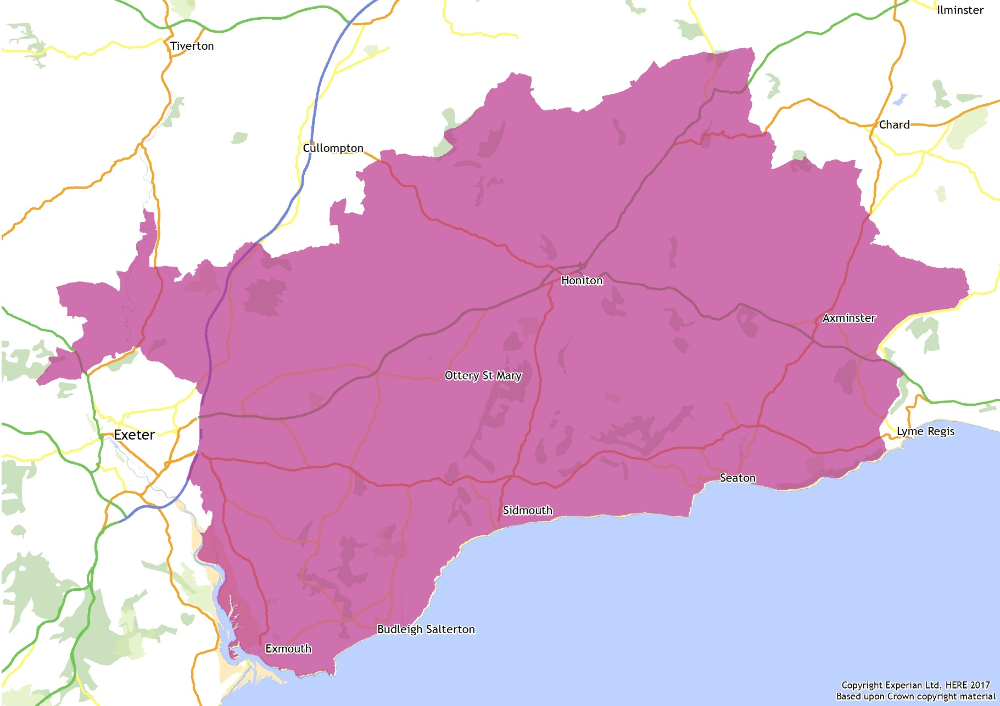 Ilminster
Tiverton
Chard
Cullompton
Honiton
Axminster
Ottery St Mary
Lyme Regis
Exeter
Seaton
Sidmouth
Budleigh Salterton
Exmouth
Copyright Experian Ltd, HERE 2017
Based upon Crown copyright material